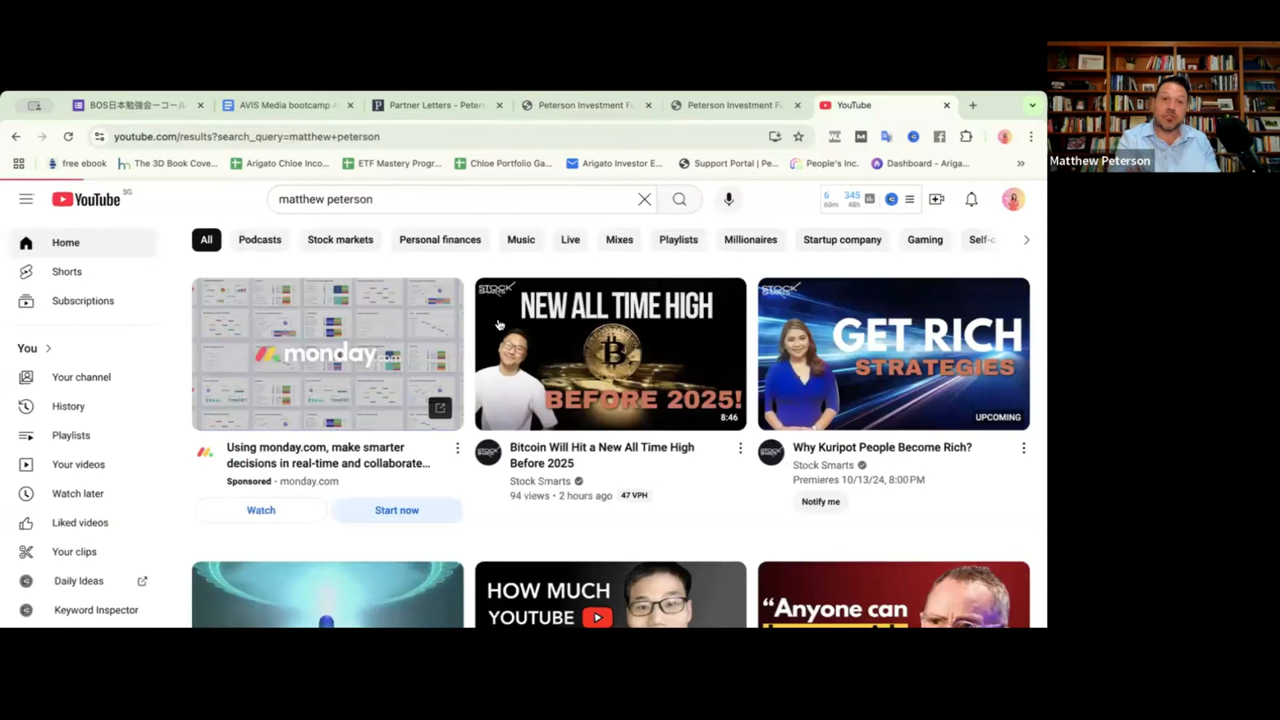 BOS日本勉強会ーコール
AVIS Media bootcamp
Partner Letters - Peters
Peterson Investment Fu
Peterson Investment Fu
YouTube
youtube.com/results?search_query=matthew+peterson
free ebook
The 3D Book Cove...
Arigato Chloe Inco...
ETF Mastery Progr...
Chloe Portfolio Ga...
Arigato Investor E...
Support Portal | Pe...
People's Inc.
Dashboard - Ariga...
Matthew Peterson
YouTube SG
matthew peterson
6 60m
345 48h
All
Podcasts
Stock markets
Personal finances
Music
Live
Mixes
Playlists
Millionaires
Startup company
Gaming
Self-c
Home
Shorts
Subscriptions
You
Your channel
History
Playlists
Your videos
Watch later
Liked videos
Your clips
Daily Ideas
Keyword Inspector
monday.com
Using monday.com, make smarter
decisions in real-time and collaborate...
Sponsored · monday.com
Watch
Start now
STOCK
SMARTS
NEW ALL TIME HIGH
BEFORE 2025!
8:46
Bitcoin Will Hit a New All Time High
Before 2025
Stock Smarts
94 views • 2 hours ago
47 VPH
STOCK
SMARTS
GET RICH
STRATEGIES
UPCOMING
Why Kuripot People Become Rich?
Stock Smarts
Premieres 10/13/24, 8:00 PM
Notify me
HOW MUCH
YOUTUBE
“Anyone can